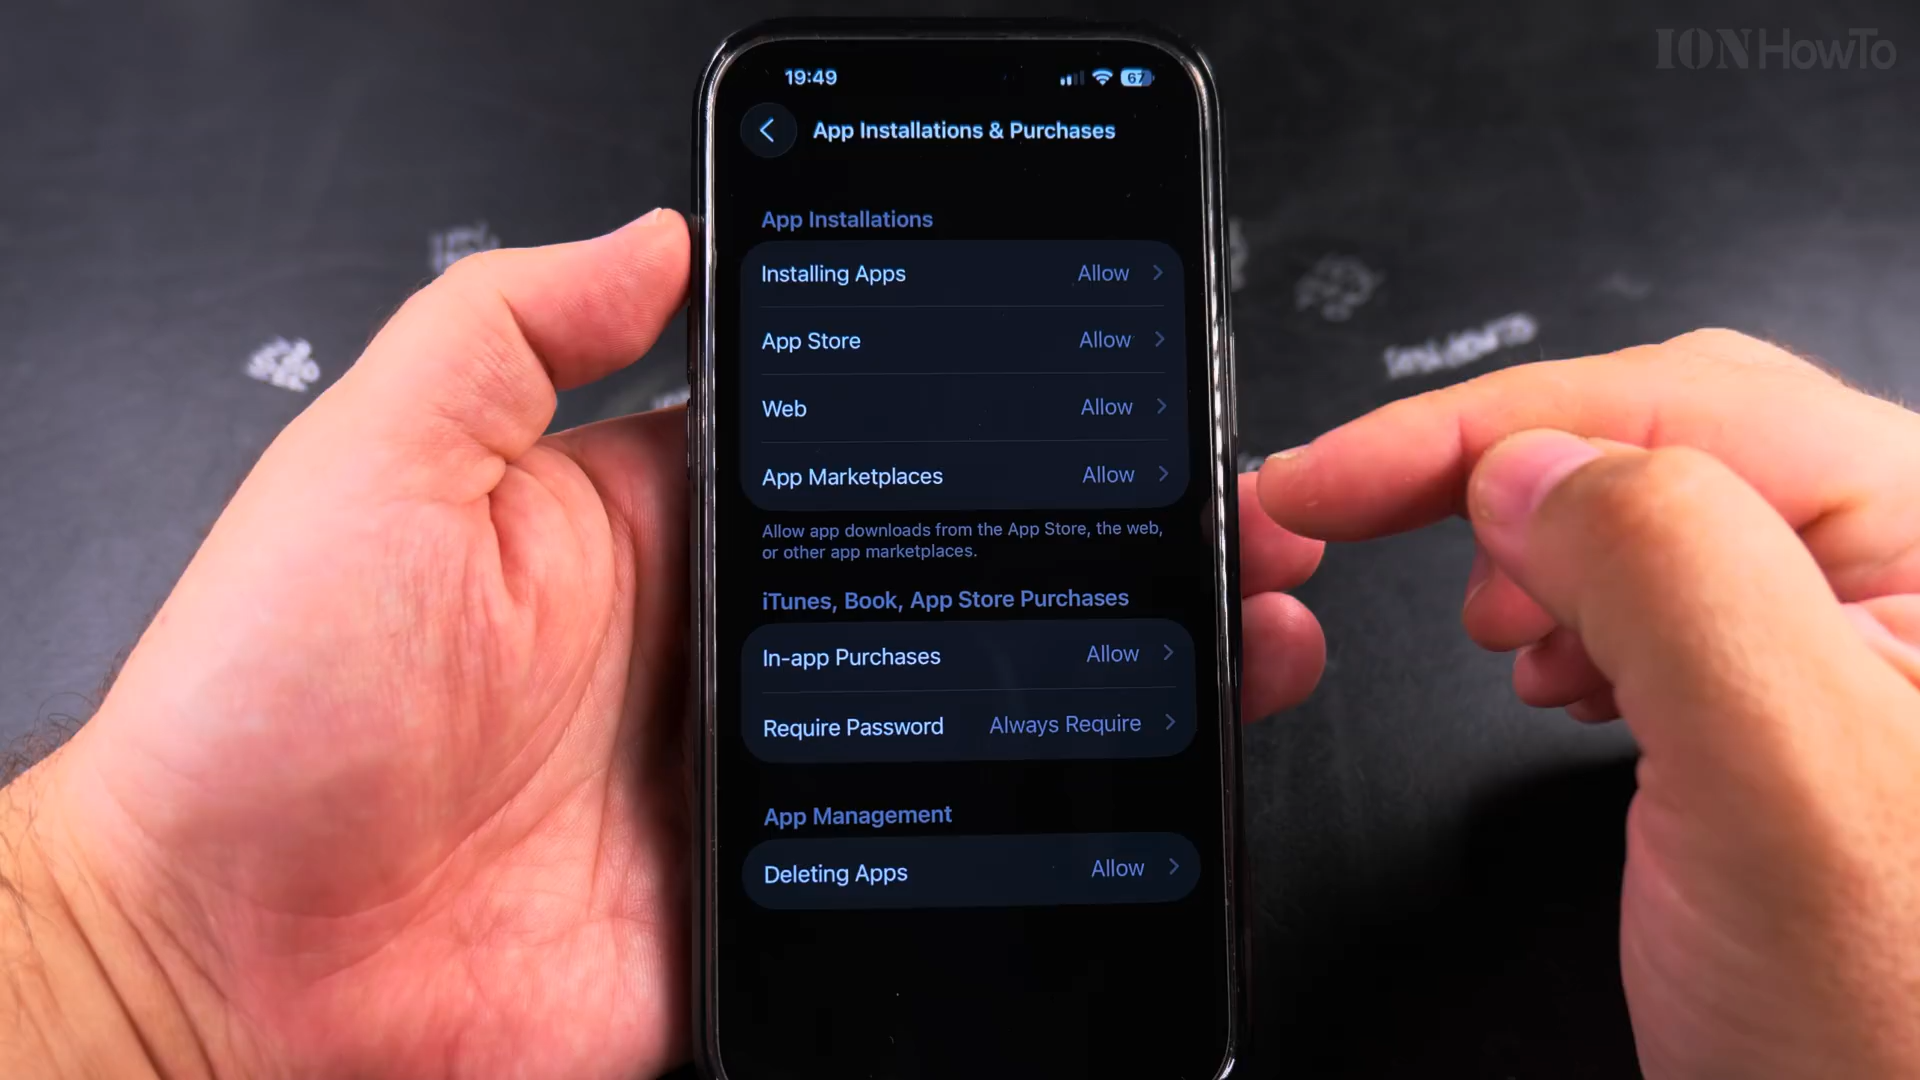 ION HowTo
19:49
67
App Installations & Purchases
App Installations
Installing Apps Allow
App Store Allow
Web Allow
App Marketplaces Allow
Allow app downloads from the App Store, the web,
or other app marketplaces.
iTunes, Book, App Store Purchases
In-app Purchases Allow
Require Password Always Require
App Management
Deleting Apps Allow